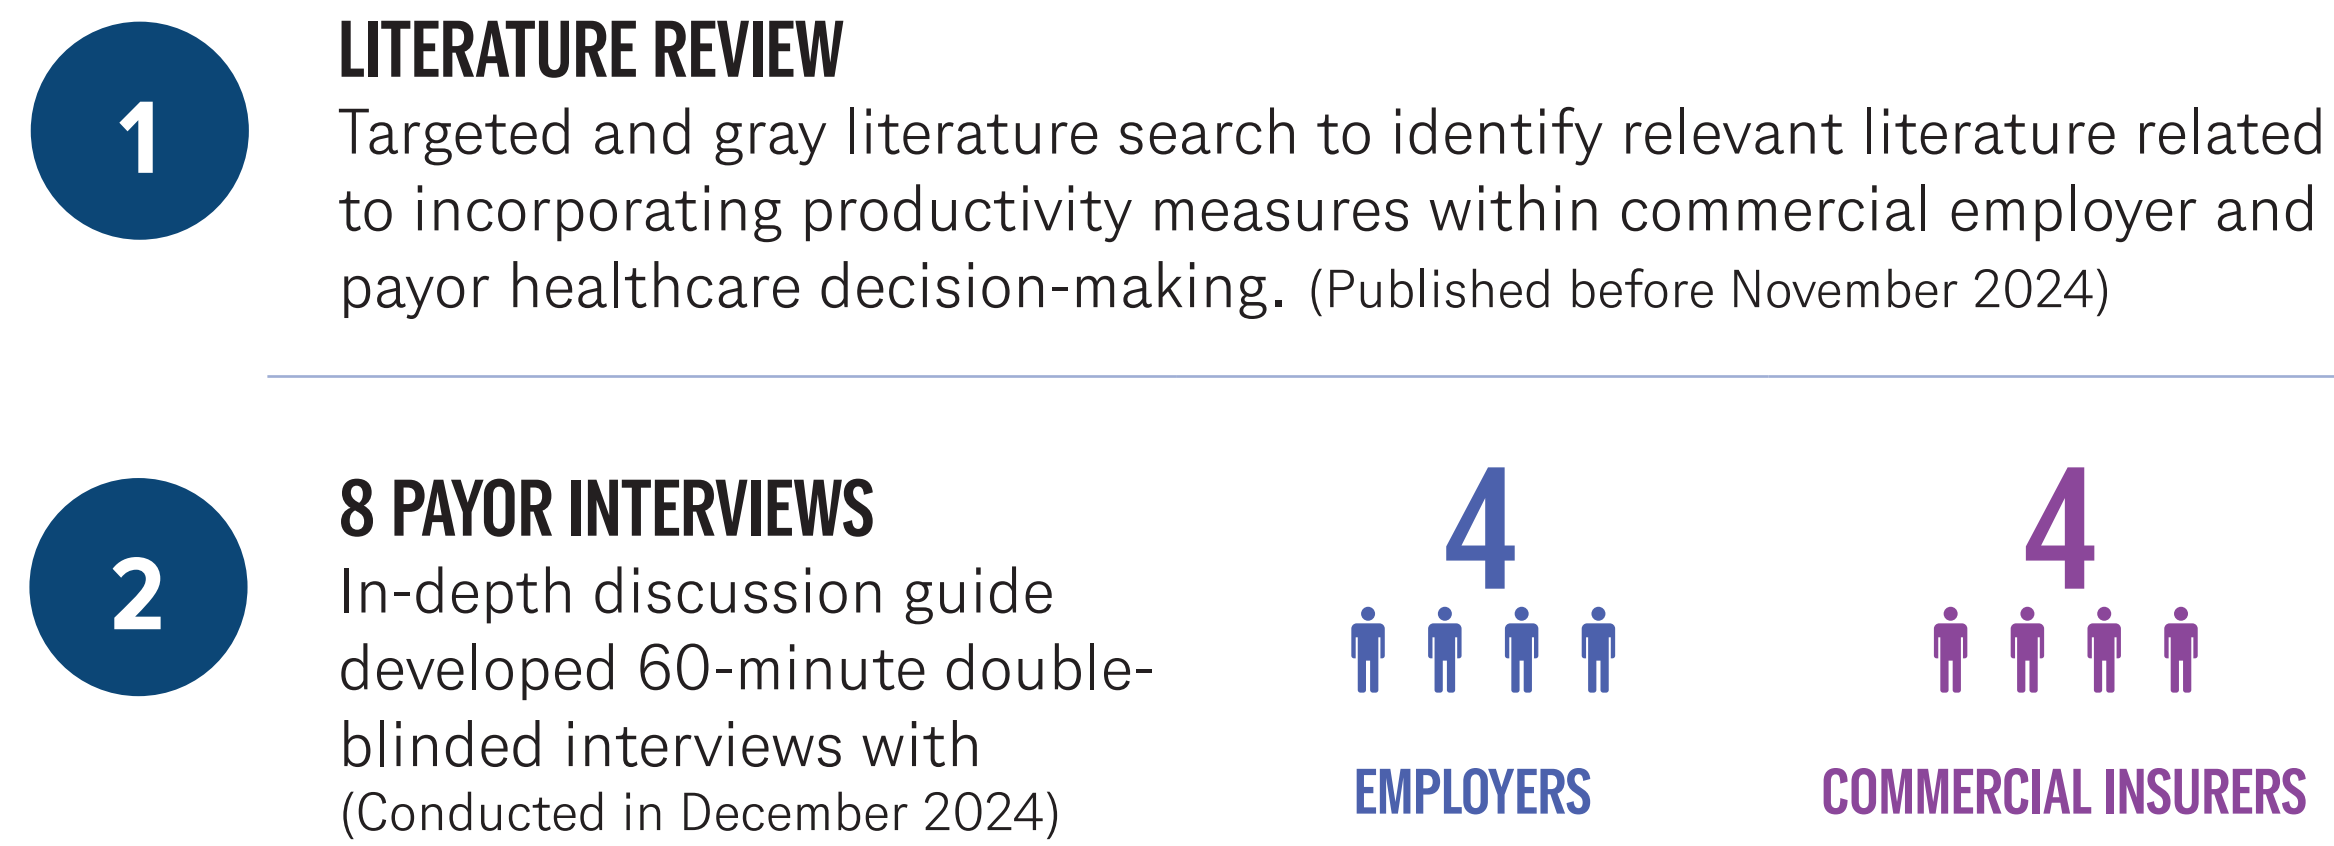 1
LITERATURE REVIEW
Targeted and gray literature search to identify relevant literature related
to incorporating productivity measures within commercial employer and
payor healthcare decision-making. (Published before November 2024)
2
8 PAYOR INTERVIEWS
In-depth discussion guide
developed 60-minute double-
blinded interviews with
(Conducted in December 2024)
4
EMPLOYERS
4
COMMERCIAL INSURERS